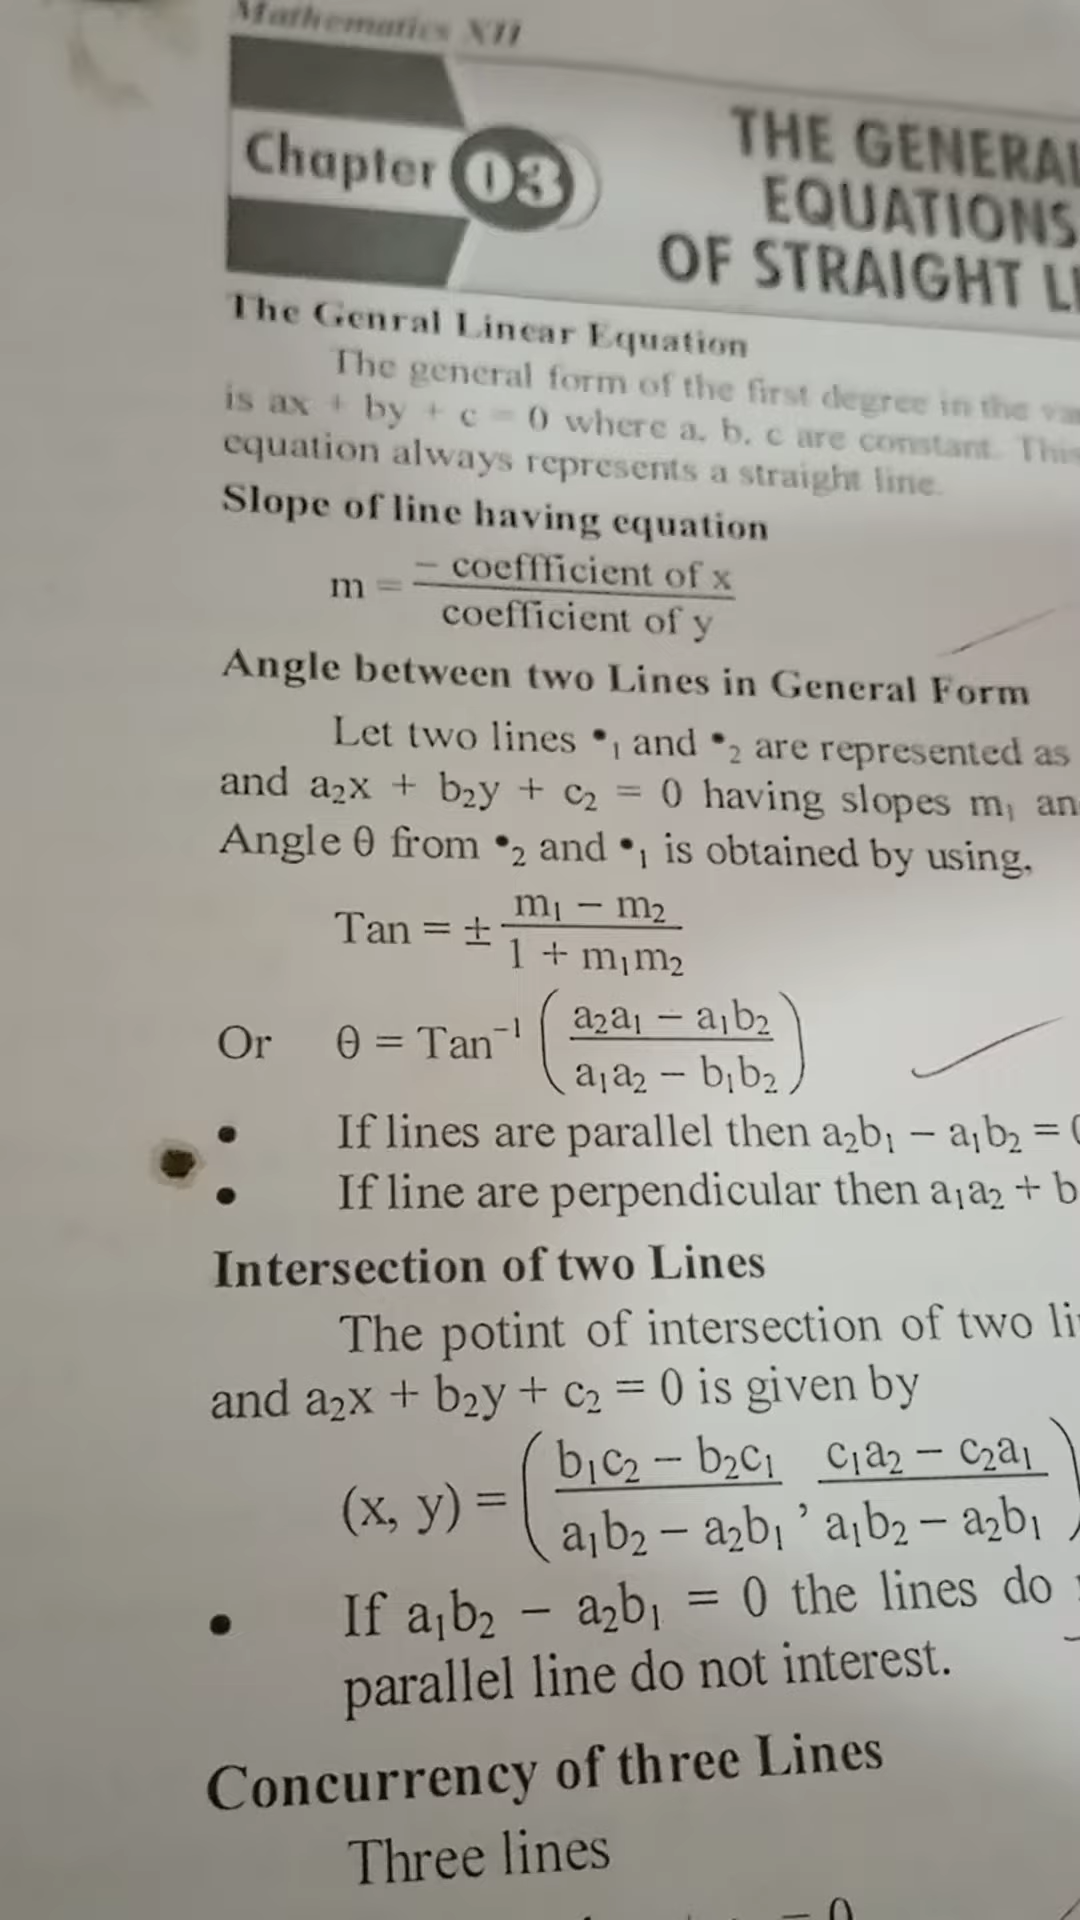 Mathematics XII
Chapter 03
THE GENERAL
EQUATIONS
OF STRAIGHT
The Genral Linear Equation
The general form of the first degree in the
is ax + by + c = 0 where a, b, c are constant. This
equation always represents a straight line.
Slope of line having equation
m = − coeffficient of x / coefficient of y
Angle between two Lines in General Form
Let two lines •₁ and •₂ are represented as
and a₂x + b₂y + c₂ = 0 having slopes m₁ an
Angle θ from •₂ and •₁ is obtained by using,
Tan = ± m₁ − m₂ / 1 + m₁m₂
Or θ = Tan⁻¹ ( a₂a₁ − a₁b₂ / a₁a₂ − b₁b₂ )
• If lines are parallel then a₂b₁ − a₁b₂ = 0
• If line are perpendicular then a₁a₂ + b
Intersection of two Lines
The potint of intersection of two li
and a₂x + b₂y + c₂ = 0 is given by
(x, y) = ( b₁c₂ − b₂c₁ / a₁b₂ − a₂b₁ , c₁a₂ − c₂a₁ / a₁b₂ − a₂b₁ )
• If a₁b₂ − a₂b₁ = 0 the lines do
parallel line do not interest.
Concurrency of three Lines
Three lines